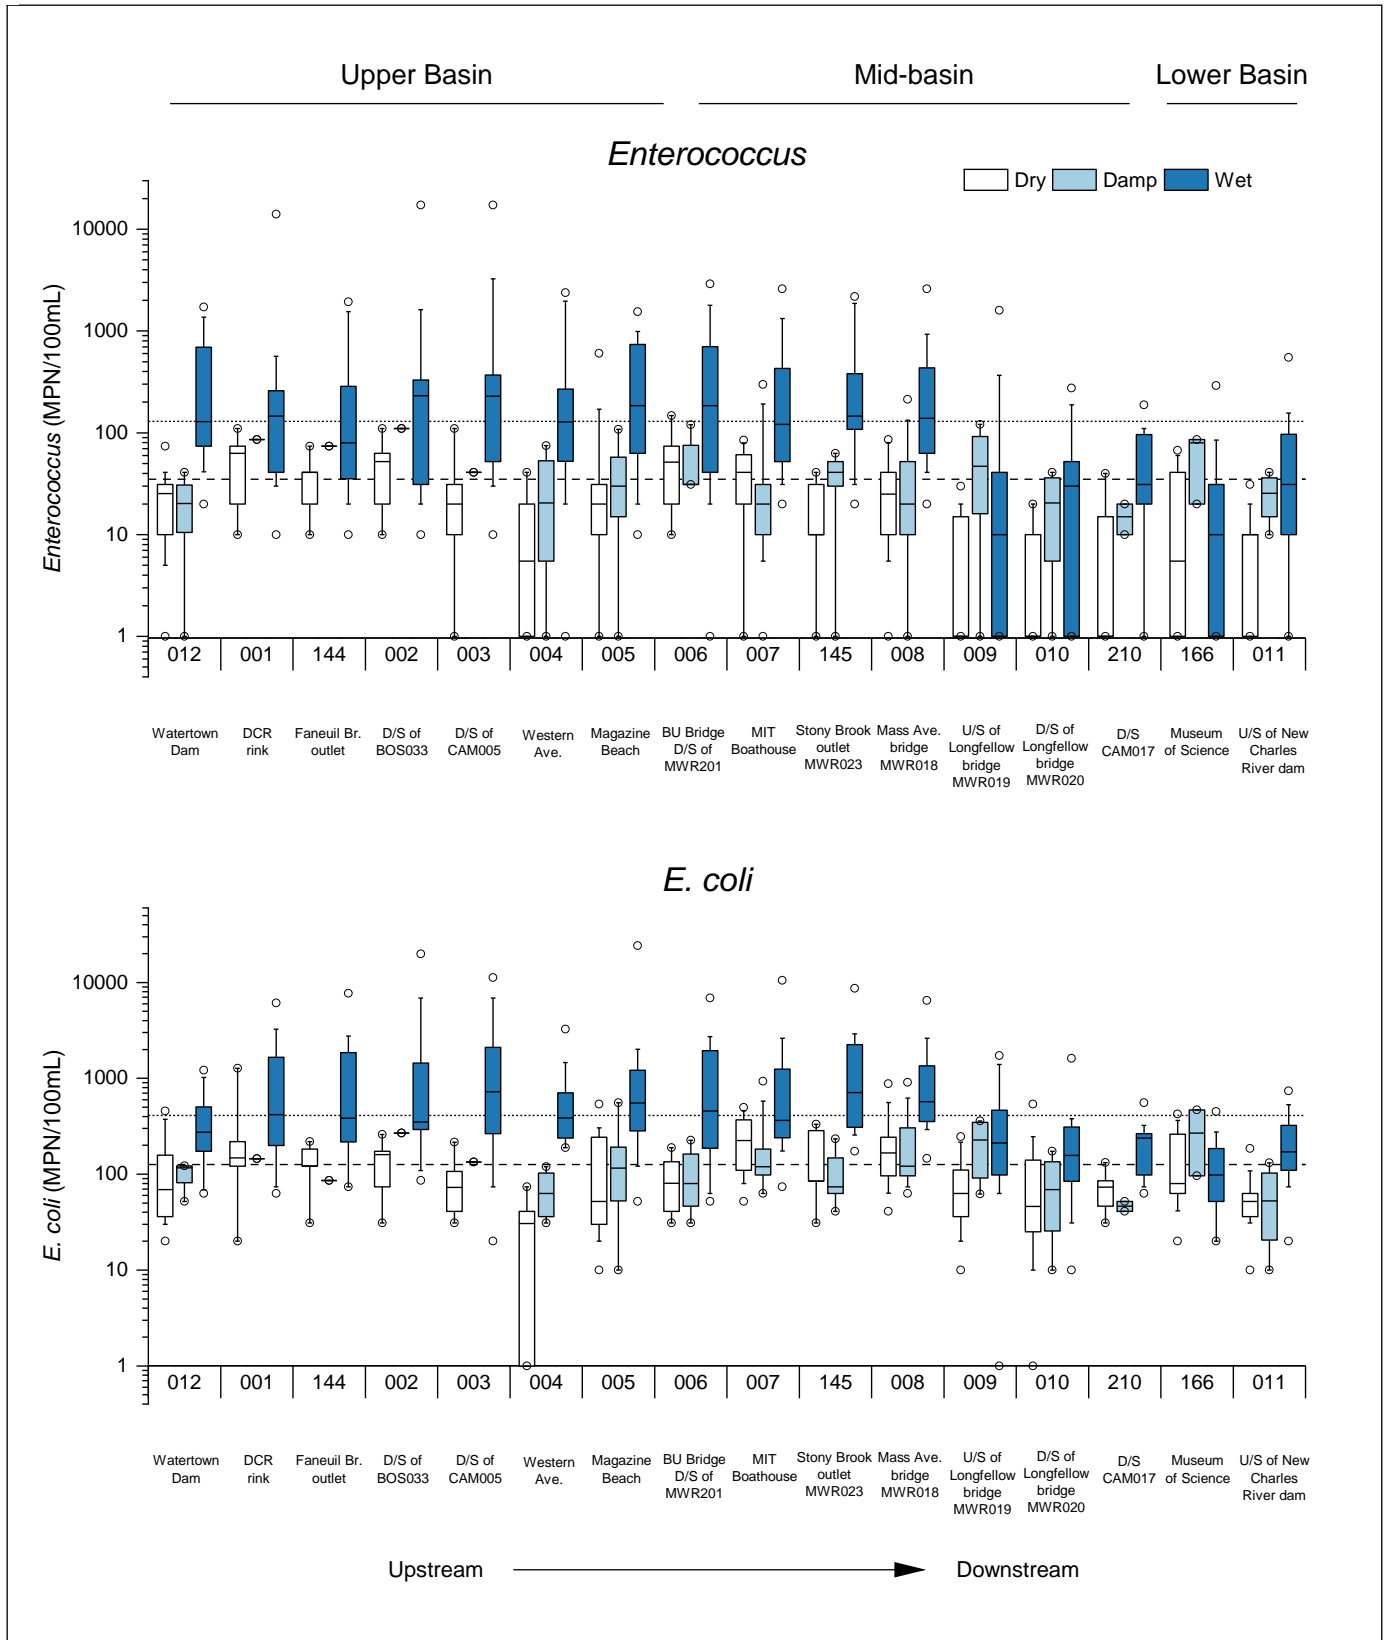 Upper Basin Mid-basin Lower Basin
Enterococcus
Dry Damp Wet
Enterococcus (MPN/100mL)
10000
1000
100
10
1
012 001 144 002 003 004 005 006 007 145 008 009 010 210 166 011
Watertown Dam
DCR rink
Faneuil Br. outlet
D/S of BOS033
D/S of CAM005
Western Ave.
Magazine Beach
BU Bridge D/S of MWR201
MIT Boathouse
Stony Brook outlet MWR023
Mass Ave. bridge MWR018
U/S of Longfellow bridge MWR019
D/S of Longfellow bridge MWR020
D/S CAM017
Museum of Science
U/S of New Charles River dam
E. coli
E. coli (MPN/100mL)
10000
1000
100
10
1
012 001 144 002 003 004 005 006 007 145 008 009 010 210 166 011
Watertown Dam
DCR rink
Faneuil Br. outlet
D/S of BOS033
D/S of CAM005
Western Ave.
Magazine Beach
BU Bridge D/S of MWR201
MIT Boathouse
Stony Brook outlet MWR023
Mass Ave. bridge MWR018
U/S of Longfellow bridge MWR019
D/S of Longfellow bridge MWR020
D/S CAM017
Museum of Science
U/S of New Charles River dam
Upstream Downstream